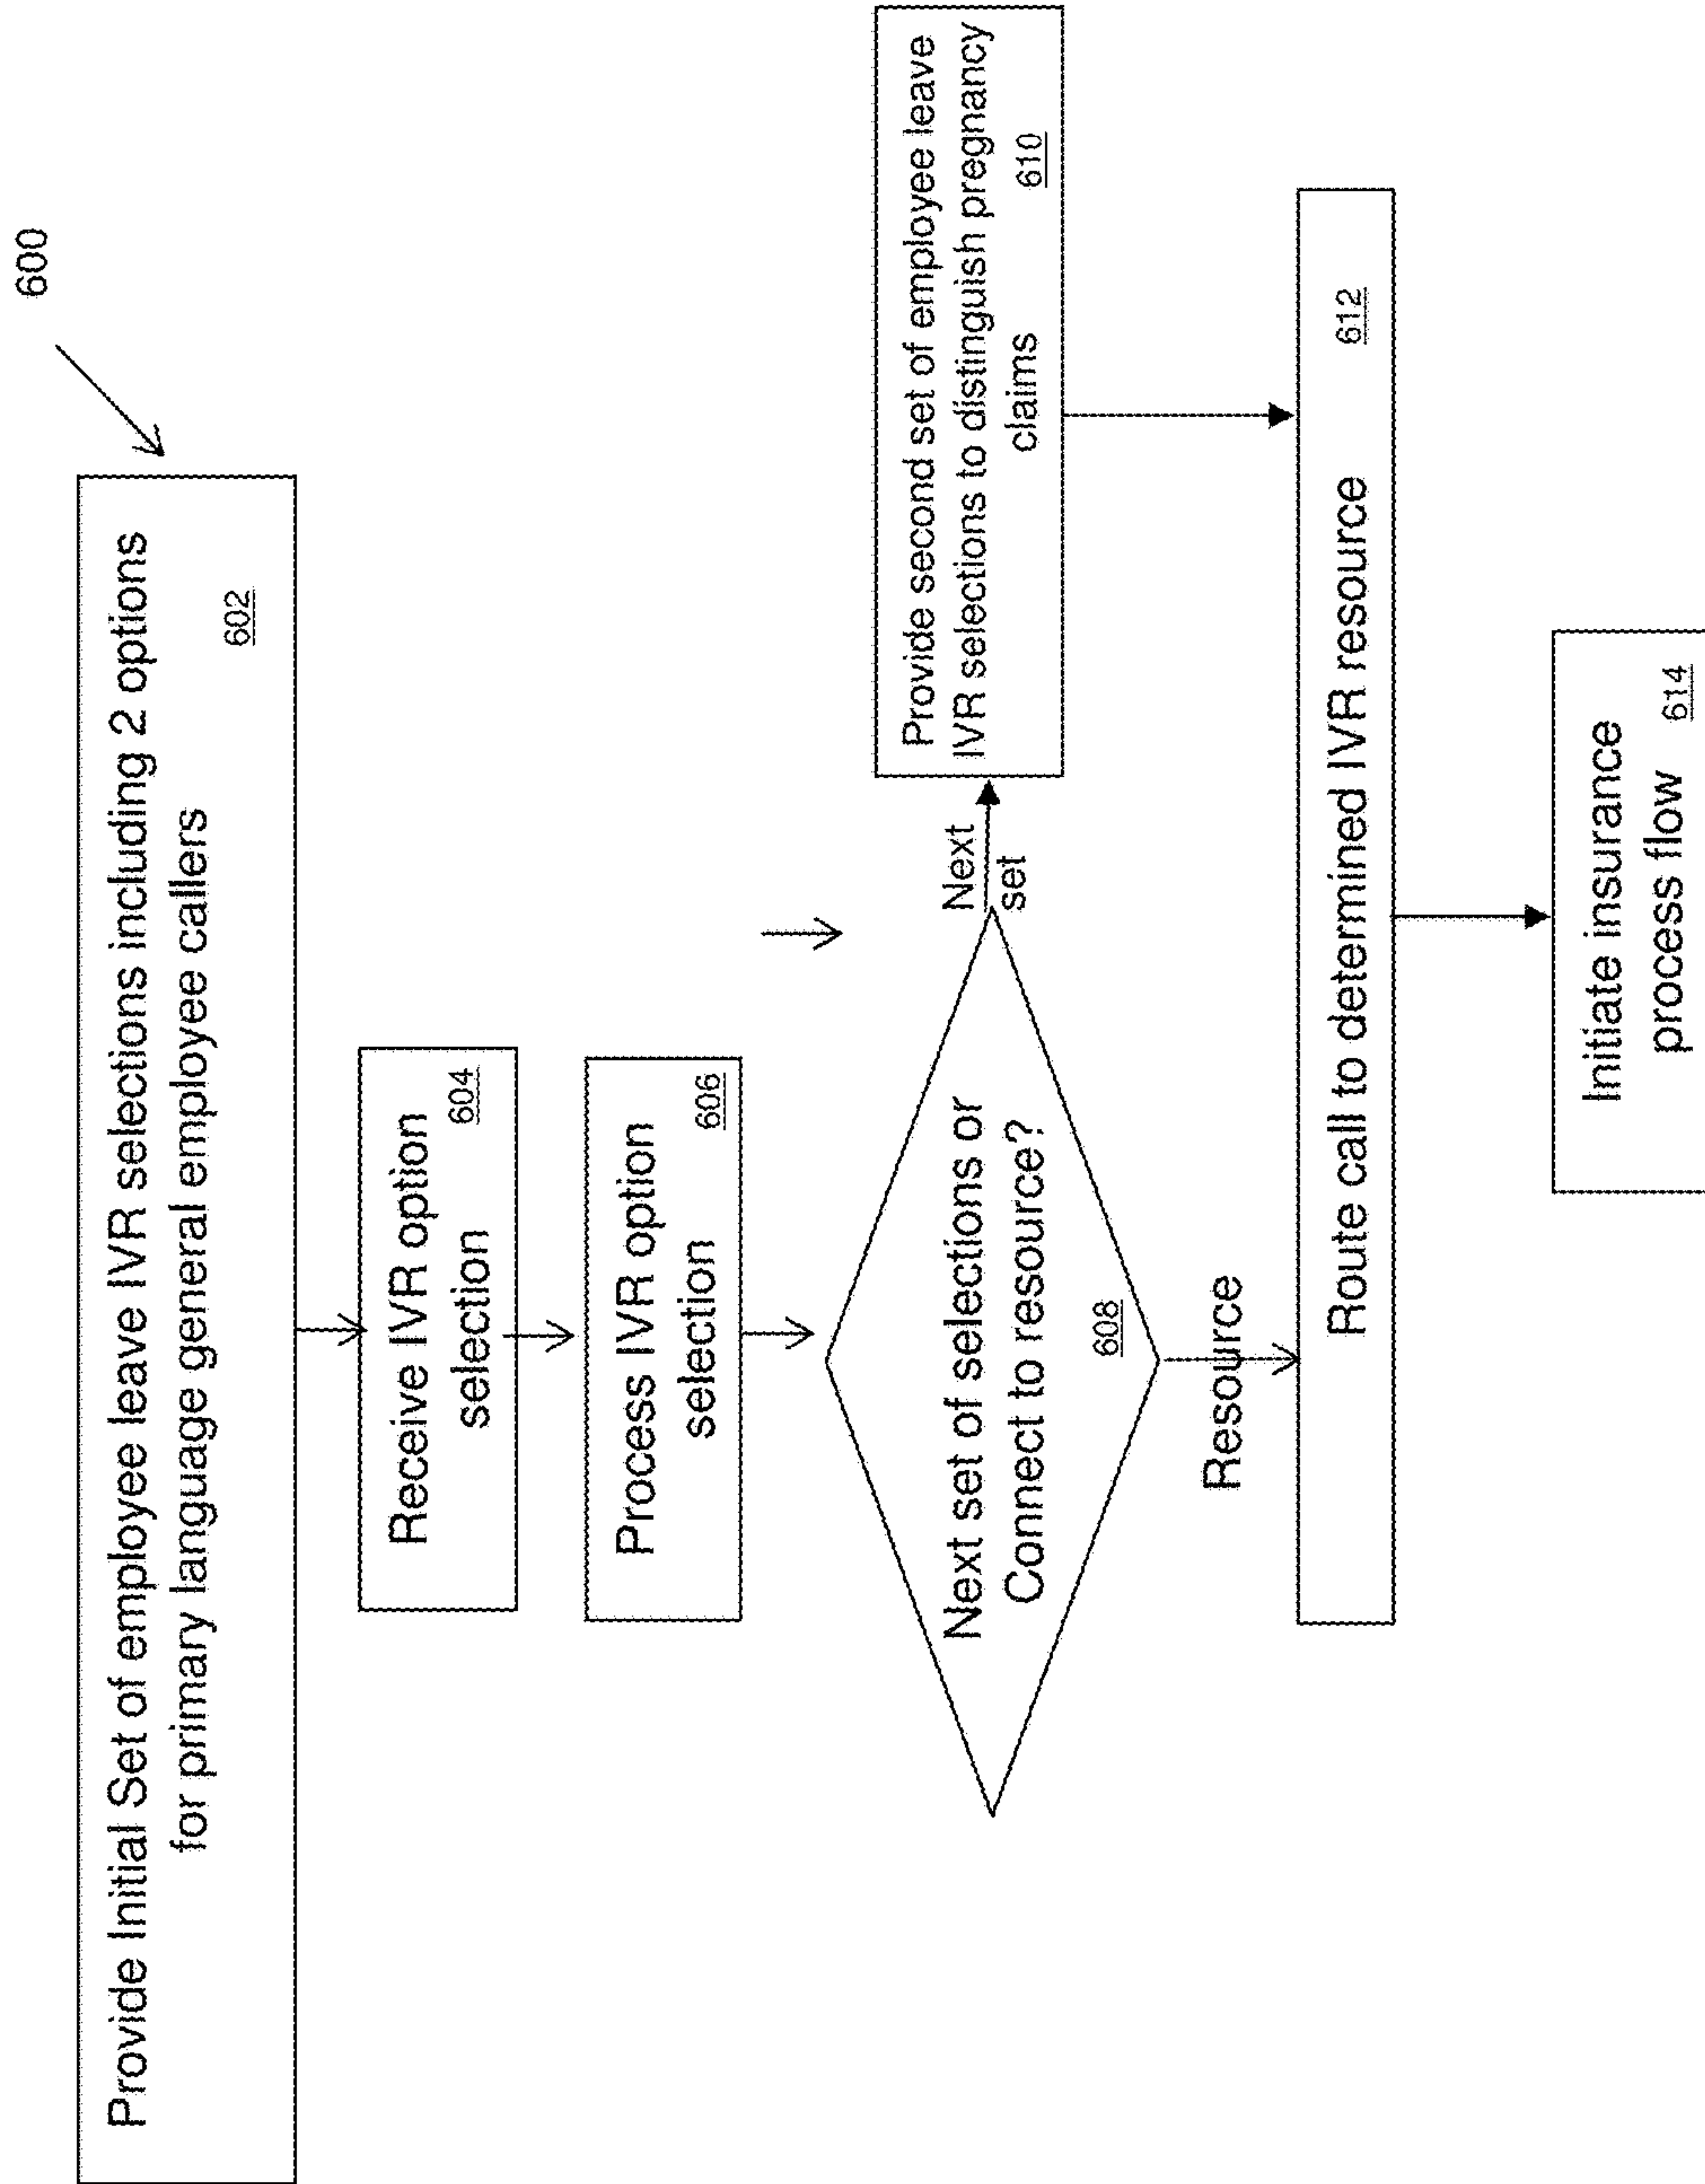 600
Provide Initial Set of employee leave IVR selections including 2 options
for primary language general employee callers
602
Receive IVR option
selection
604
Process IVR option
selection
606
Next set of selections or
Connect to resource?
608
Next
set
Provide second set of employee leave
IVR selections to distinguish pregnancy
claims
610
Resource
Route call to determined IVR resource
612
Initiate insurance
process flow
614